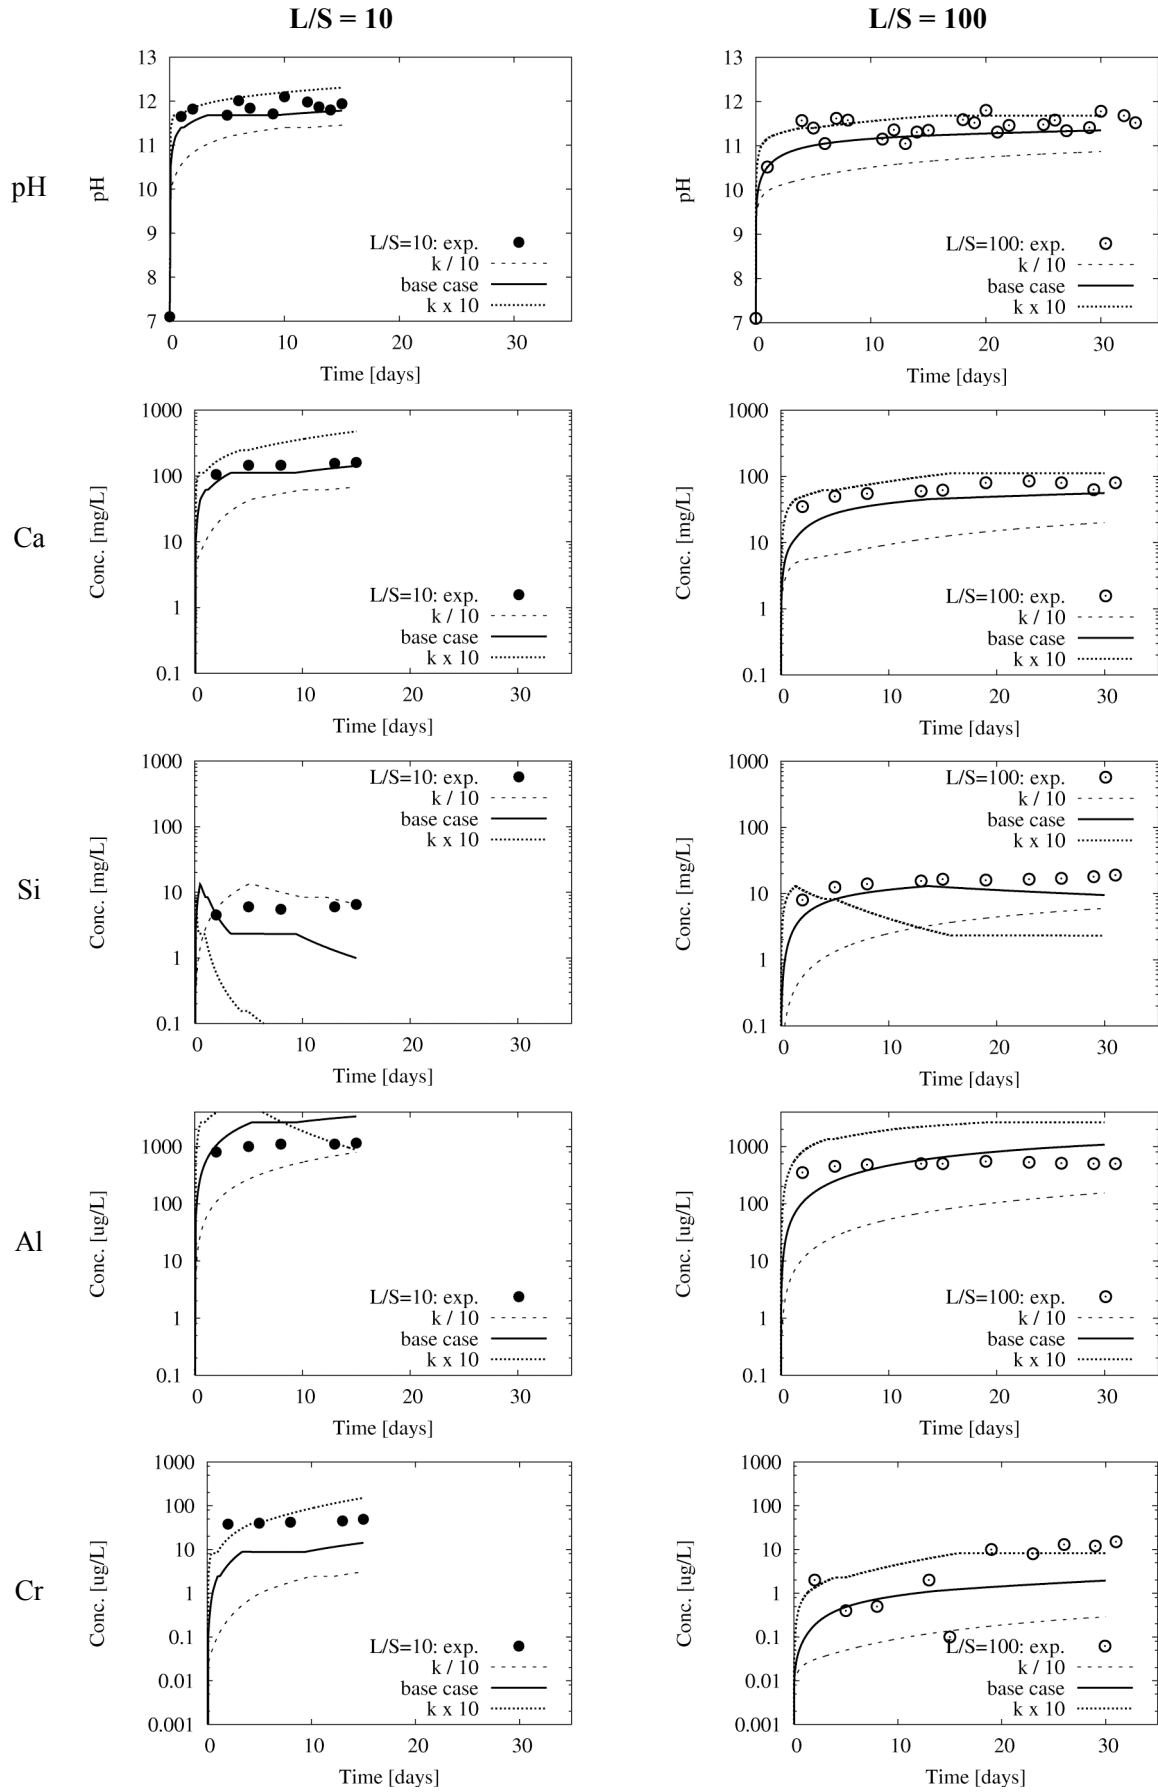 L/S = 10
L/S = 100
pH
pH
13
12
11
10
9
8
7
0
10
20
30
Time [days]
L/S=10: exp.
k / 10
base case
k x 10
pH
13
12
11
10
9
8
7
0
10
20
30
Time [days]
L/S=100: exp.
k / 10
base case
k x 10
Ca
Conc. [mg/L]
1000
100
10
1
0.1
0
10
20
30
Time [days]
L/S=10: exp.
k / 10
base case
k x 10
Conc. [mg/L]
1000
100
10
1
0.1
0
10
20
30
Time [days]
L/S=100: exp.
k / 10
base case
k x 10
Si
Conc. [mg/L]
1000
100
10
1
0.1
0
10
20
30
Time [days]
L/S=10: exp.
k / 10
base case
k x 10
Conc. [mg/L]
1000
100
10
1
0.1
0
10
20
30
Time [days]
L/S=100: exp.
k / 10
base case
k x 10
Al
Conc. [ug/L]
1000
100
10
1
0.1
0
10
20
30
Time [days]
L/S=10: exp.
k / 10
base case
k x 10
Conc. [ug/L]
1000
100
10
1
0.1
0
10
20
30
Time [days]
L/S=100: exp.
k / 10
base case
k x 10
Cr
Conc. [ug/L]
1000
100
10
1
0.1
0.01
0.001
0
10
20
30
Time [days]
L/S=10: exp.
k / 10
base case
k x 10
Conc. [ug/L]
1000
100
10
1
0.1
0.01
0.001
0
10
20
30
Time [days]
L/S=100: exp.
k / 10
base case
k x 10